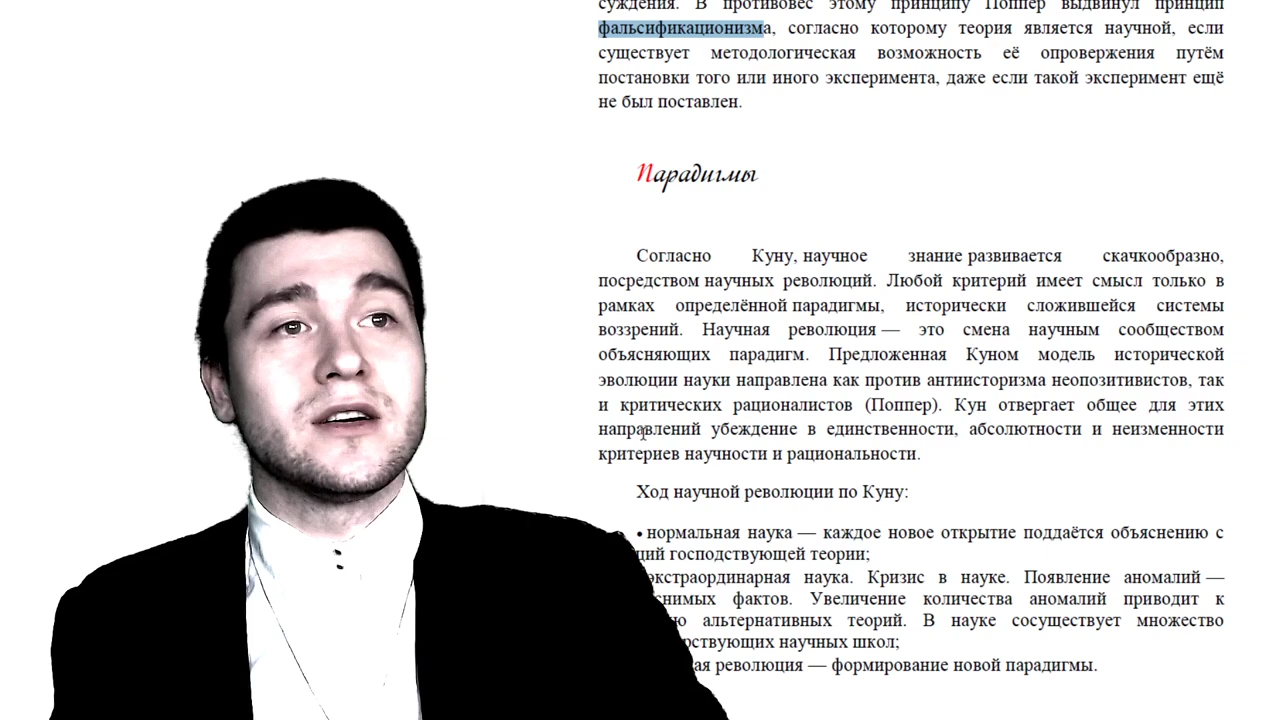 суждения. В противовес этому принципу Поппер выдвинул принцип
фальсификационизма, согласно которому теория является научной, если
существует методологическая возможность её опровержения путём
постановки того или иного эксперимента, даже если такой эксперимент ещё
не был поставлен.
Парадигмы
Согласно Куну, научное знание развивается скачкообразно,
посредством научных революций. Любой критерий имеет смысл только в
рамках определённой парадигмы, исторически сложившейся системы
воззрений. Научная революция — это смена научным сообществом
объясняющих парадигм. Предложенная Куном модель исторической
эволюции науки направлена как против антиисторизма неопозитивистов, так
и критических рационалистов (Поппер). Кун отвергает общее для этих
направлений убеждение в единственности, абсолютности и неизменности
критериев научности и рациональности.
Ход научной революции по Куну:
• нормальная наука — каждое новое открытие поддаётся объяснению с
господствующей теории;
экстраординарная наука. Кризис в науке. Появление аномалий —
фактов. Увеличение количества аномалий приводит к
альтернативных теорий. В науке сосуществует множество
научных школ;
революция — формирование новой парадигмы.